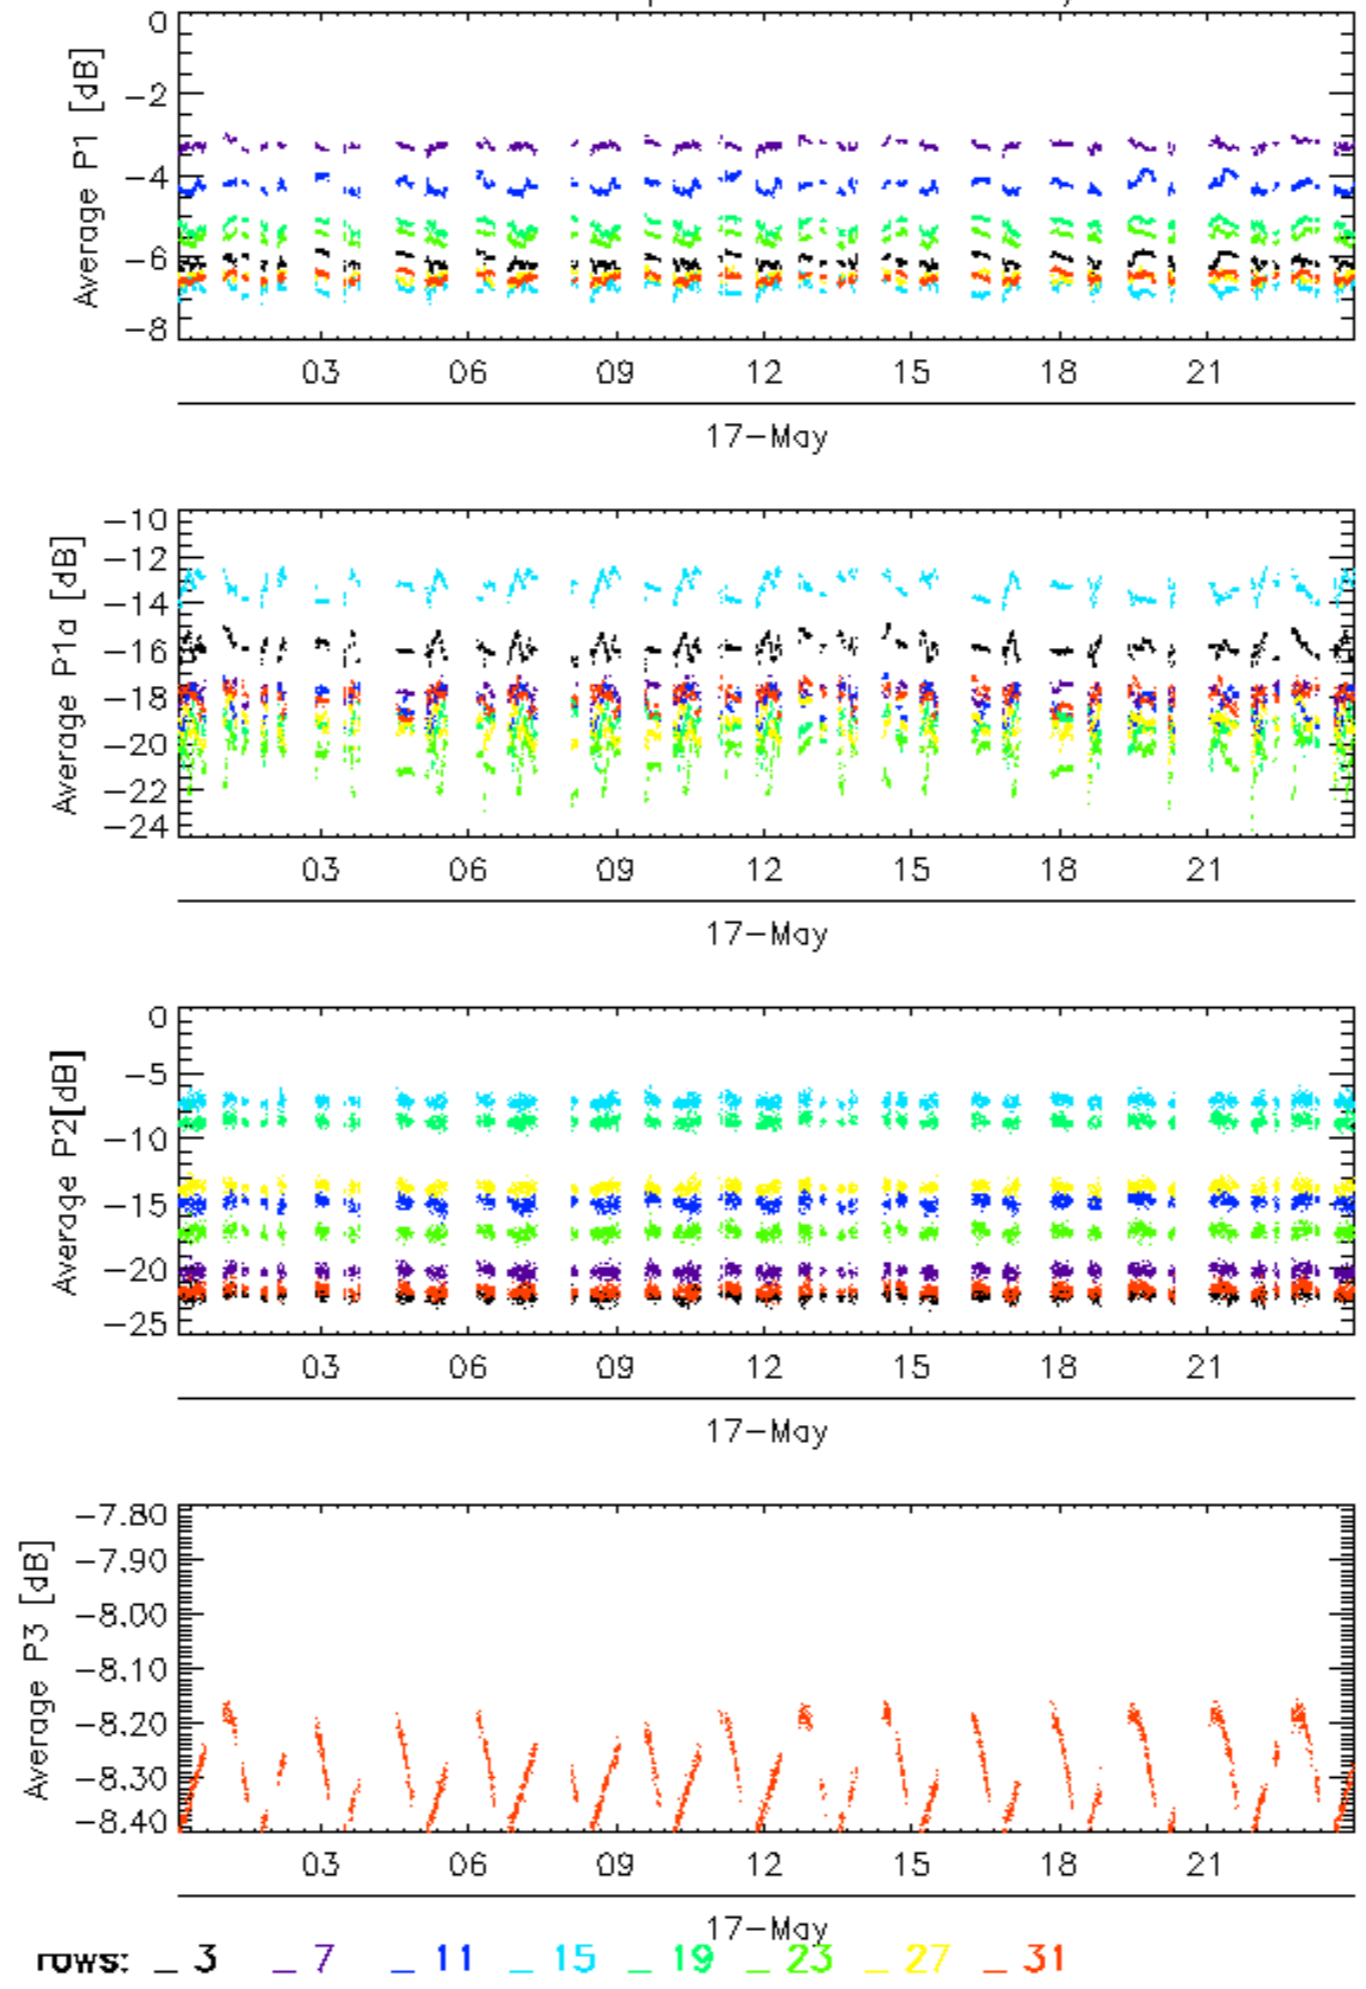 0
−2
−4
−6
−8
Average P1 [dB]
03 06 09 12 15 18 21
17−May
−10
−12
−14
−16
−18
−20
−22
−24
Average P1a [dB]
03 06 09 12 15 18 21
17−May
0
−5
−10
−15
−20
−25
Average P2[dB]
03 06 09 12 15 18 21
17−May
−7.80
−7.90
−8.00
−8.10
−8.20
−8.30
−8.40
Average P3 [dB]
03 06 09 12 15 18 21
17−May
rows: _ 3 _ 7 _ 11 _ 15 _ 19 _ 23 _ 27 _ 31